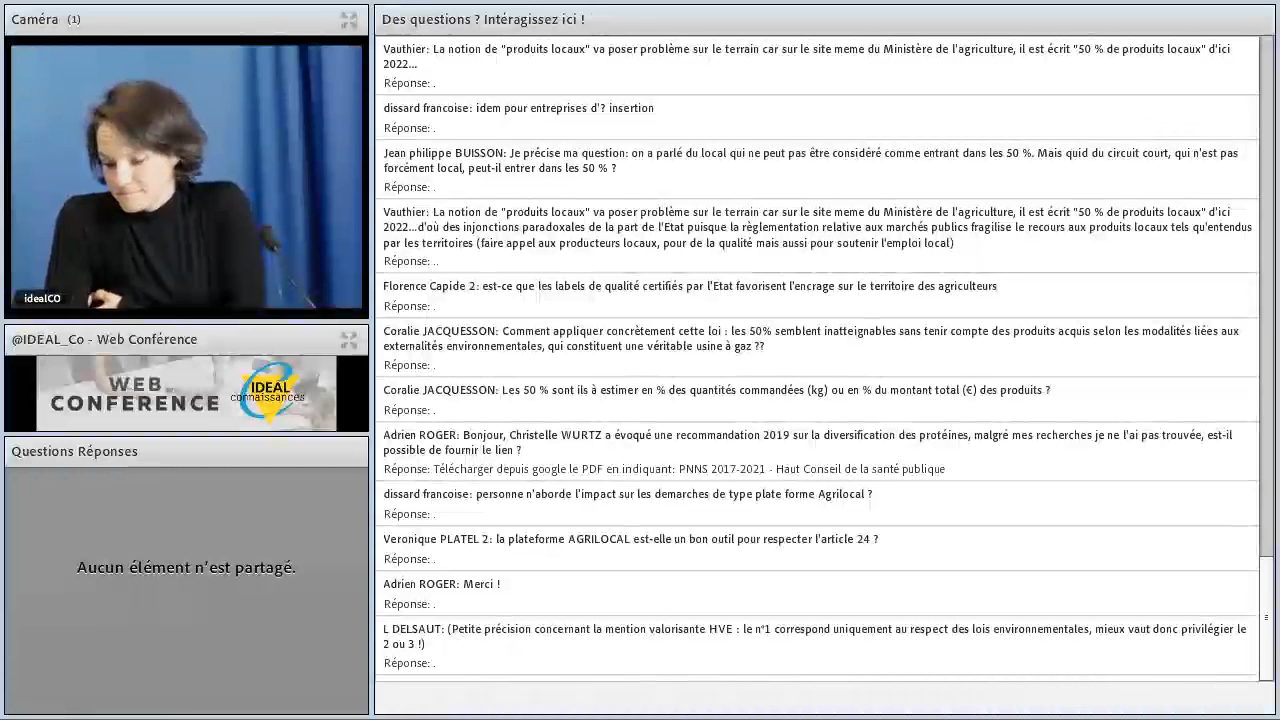 Caméra (1)
idealCO
@IDEAL_Co - Web Conférence
WEB
CONFERENCE
IDEAL
connaissances
Questions Réponses
Aucun élément n'est partagé.
Des questions ? Intéragissez ici !
Vauthier: La notion de "produits locaux" va poser problème sur le terrain car sur le site meme du Ministère de l'agriculture, il est écrit "50 % de produits locaux" d'ici
2022...
Réponse: .
dissard francoise: idem pour entreprises d'? insertion
Réponse: .
Jean philippe BUISSON: Je précise ma question: on a parlé du local qui ne peut pas être considéré comme entrant dans les 50 %. Mais quid du circuit court, qui n'est pas
forcément local, peut-il entrer dans les 50 % ?
Réponse: .
Vauthier: La notion de "produits locaux" va poser problème sur le terrain car sur le site meme du Ministère de l'agriculture, il est écrit "50 % de produits locaux" d'ici
2022...d'où des injonctions paradoxales de la part de l'Etat puisque la règlementation relative aux marchés publics fragilise le recours aux produits locaux tels qu'entendus
par les territoires (faire appel aux producteurs locaux, pour de la qualité mais aussi pour soutenir l'emploi local)
Réponse: ..
Florence Capide 2: est-ce que les labels de qualité certifiés par l'Etat favorisent l'encrage sur le territoire des agriculteurs
Réponse: .
Coralie JACQUESSON: Comment appliquer concrètement cette loi : les 50% semblent inatteignables sans tenir compte des produits acquis selon les modalités liées aux
externalités environnementales, qui constituent une véritable usine à gaz ??
Réponse: .
Coralie JACQUESSON: Les 50 % sont ils à estimer en % des quantités commandées (kg) ou en % du montant total (€) des produits ?
Réponse: .
Adrien ROGER: Bonjour, Christelle WURTZ a évoqué une recommandation 2019 sur la diversification des protéines, malgré mes recherches je ne l'ai pas trouvée, est-il
possible de fournir le lien ?
Réponse: Télécharger depuis google le PDF en indiquant: PNNS 2017-2021 - Haut Conseil de la santé publique
dissard francoise: personne n'aborde l'impact sur les demarches de type plate forme Agrilocal ?
Réponse: .
Veronique PLATEL 2: la plateforme AGRILOCAL est-elle un bon outil pour respecter l'article 24 ?
Réponse: .
Adrien ROGER: Merci !
Réponse: .
L DELSAUT: (Petite précision concernant la mention valorisante HVE : le n°1 correspond uniquement au respect des lois environnementales, mieux vaut donc privilégier le
2 ou 3 !)
Réponse: .